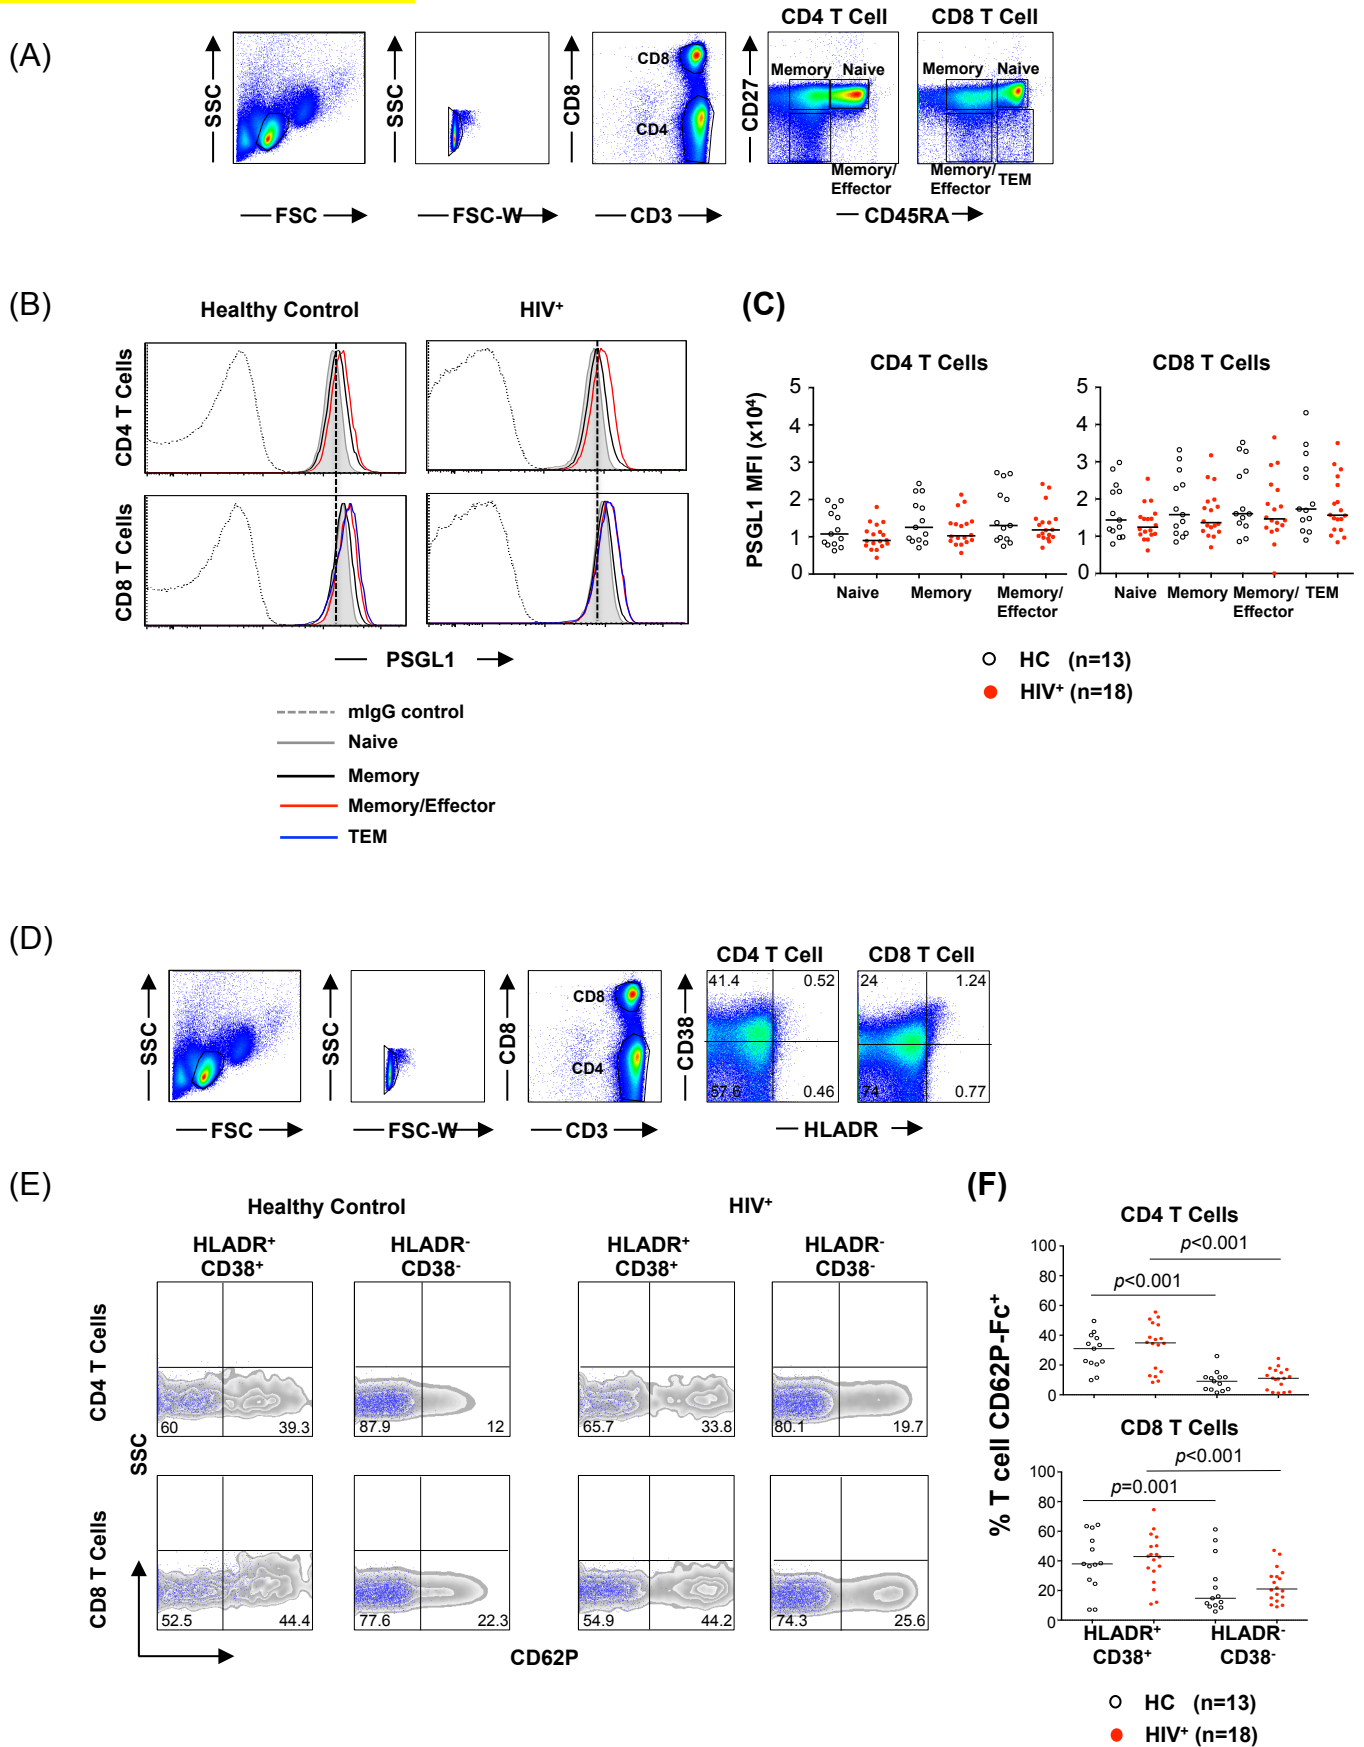 (A)
CD4 T Cell
CD8 T Cell
SSC
SSC
CD8
CD27
CD8
CD4
Memory
Naive
Memory
Naive
Memory/
Effector
Memory/
Effector
TEM
FSC
FSC-W
CD3
CD45RA
(B)
Healthy Control
HIV+
CD4 T Cells
CD8 T Cells
PSGL1
mIgG control
Naive
Memory
Memory/Effector
TEM
(C)
CD4 T Cells
CD8 T Cells
PSGL1 MFI (x10⁴)
5
4
3
2
1
0
5
4
3
2
1
0
Naive
Memory
Memory/
Effector
Naive
Memory
Memory/
Effector
TEM
HC (n=13)
HIV+ (n=18)
(D)
CD4 T Cell
CD8 T Cell
SSC
SSC
CD8
CD38
CD8
CD4
41.4
0.52
57.6
0.46
24
1.24
74
0.77
FSC
FSC-W
CD3
HLADR
(E)
Healthy Control
HIV+
HLADR+
CD38+
HLADR-
CD38-
HLADR+
CD38+
HLADR-
CD38-
CD4 T Cells
60
39.3
87.9
12
65.7
33.8
80.1
19.7
SSC
CD8 T Cells
52.5
44.4
77.6
22.3
54.9
44.2
74.3
25.6
CD62P
(F)
CD4 T Cells
% T cell CD62P-Fc+
100
80
60
40
20
0
p<0.001
p<0.001
CD8 T Cells
100
80
60
40
20
0
p<0.001
p=0.001
HLADR+
CD38+
HLADR-
CD38-
HC (n=13)
HIV+ (n=18)